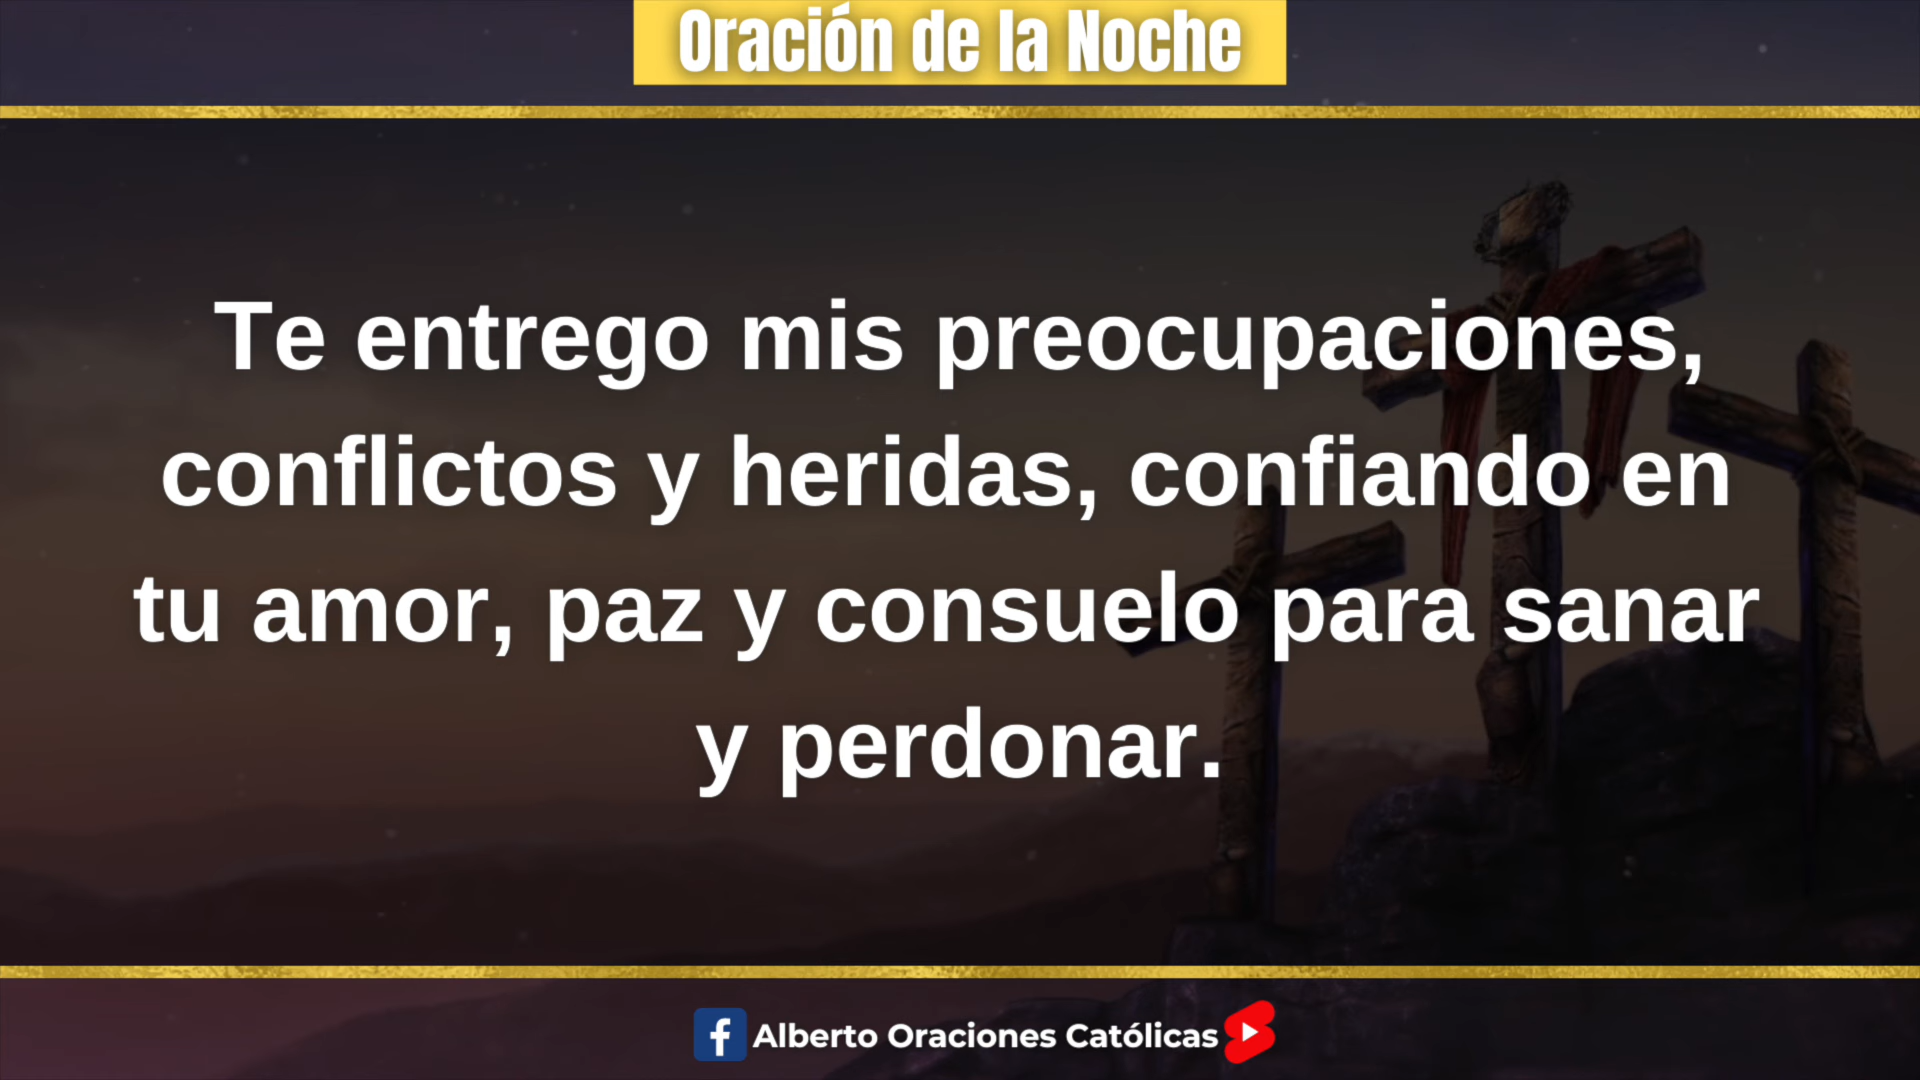 Oración de la Noche
Te entrego mis preocupaciones,
conflictos y heridas, confiando en
tu amor, paz y consuelo para sanar
y perdonar.
Alberto Oraciones Católicas